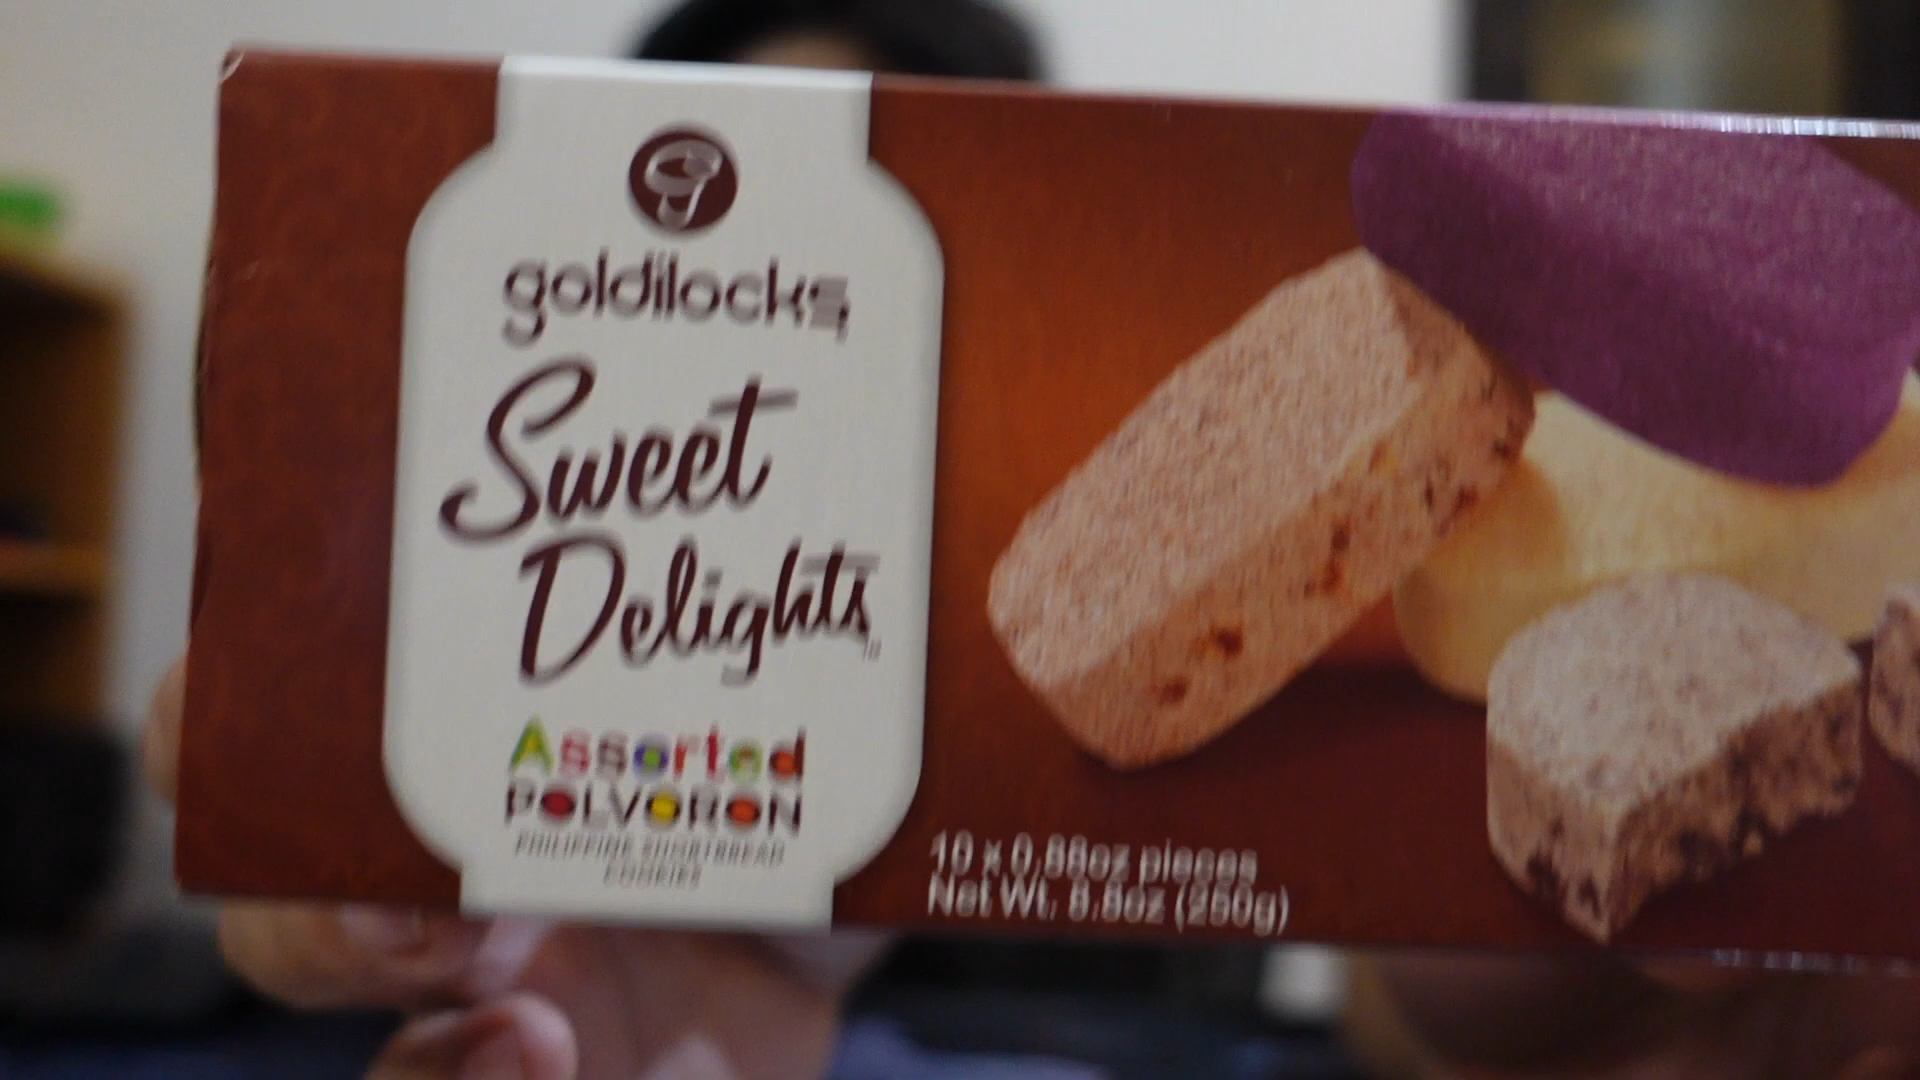 goldilocks
Sweet
Delights
Assorted
POLVORON
PHILIPPINE SHORTBREAD
COOKIES
10 x 0.88oz pieces
Net Wt. 8.8oz (250g)